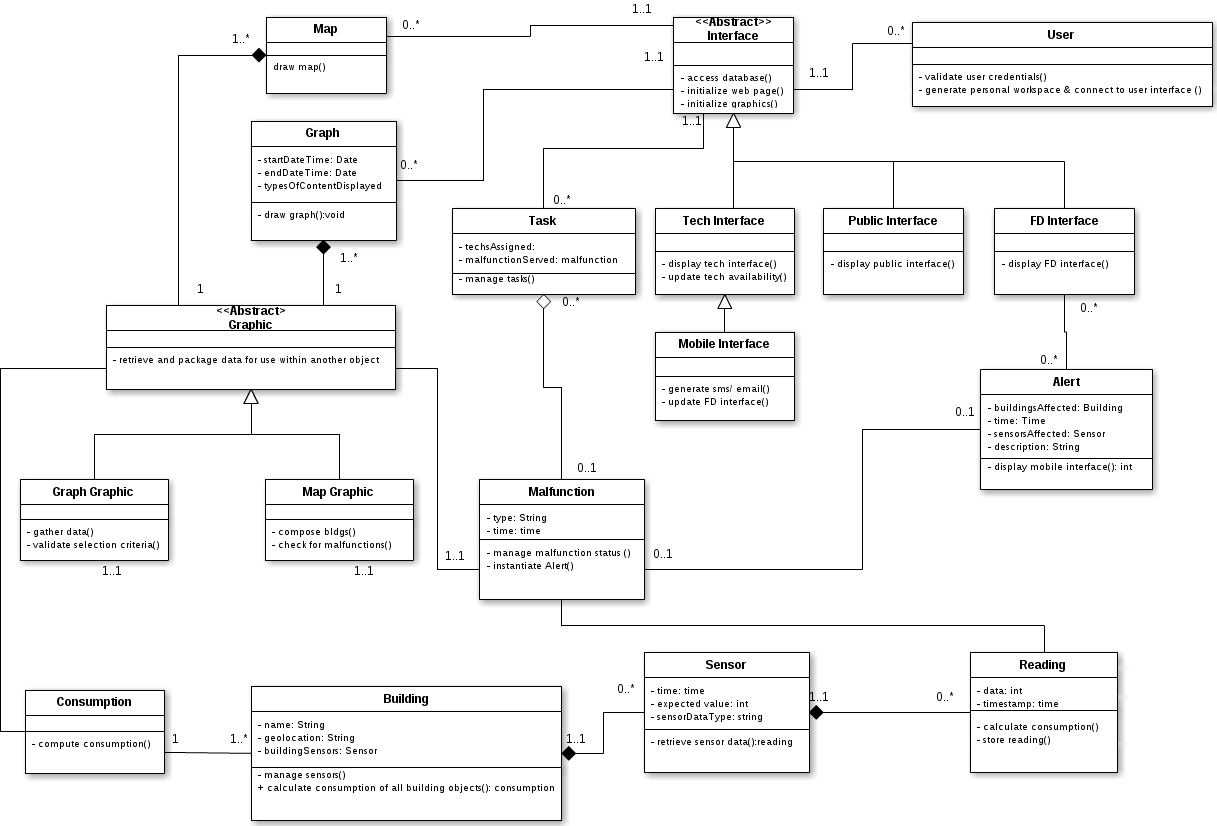 Map
draw map()
1..*
0..*
1..1
<<Abstract>>
Interface
- access database()
- initialize web page()
- initialize graphics()
1..1
1..1
1..1
0..*
User
- validate user credentials()
- generate personal workspace & connect to user interface ()
Graph
- startDateTime: Date
- endDateTime: Date
- typesOfContentDisplayed
- draw graph():void
0..*
1..*
1
1
0..*
Task
- techsAssigned:
- malfunctionServed: malfunction
- manage tasks()
0..*
Tech Interface
- display tech interface()
- update tech availability()
Public Interface
- display public interface()
FD Interface
- display FD interface()
0..*
0..*
<<Abstract>
Graphic
- retrieve and package data for use within another object
Mobile Interface
- generate sms/ email()
- update FD interface()
Alert
- buildingsAffected: Building
- time: Time
- sensorsAffected: Sensor
- description: String
- display mobile interface(): int
0..1
0..1
Graph Graphic
- gather data()
- validate selection criteria()
1..1
Map Graphic
- compose bldgs()
- check for malfunctions()
1..1
Malfunction
- type: String
- time: time
- manage malfunction status ()
- instantiate Alert()
1..1
0..1
Consumption
- compute consumption()
1
1..*
Building
- name: String
- geolocation: String
- buildingSensors: Sensor
- manage sensors()
+ calculate consumption of all building objects(): consumption
1..1
0..*
Sensor
- time: time
- expected value: int
- sensorDataType: string
- retrieve sensor data():reading
1..1
0..*
Reading
- data: int
- timestamp: time
- calculate consumption()
- store reading()